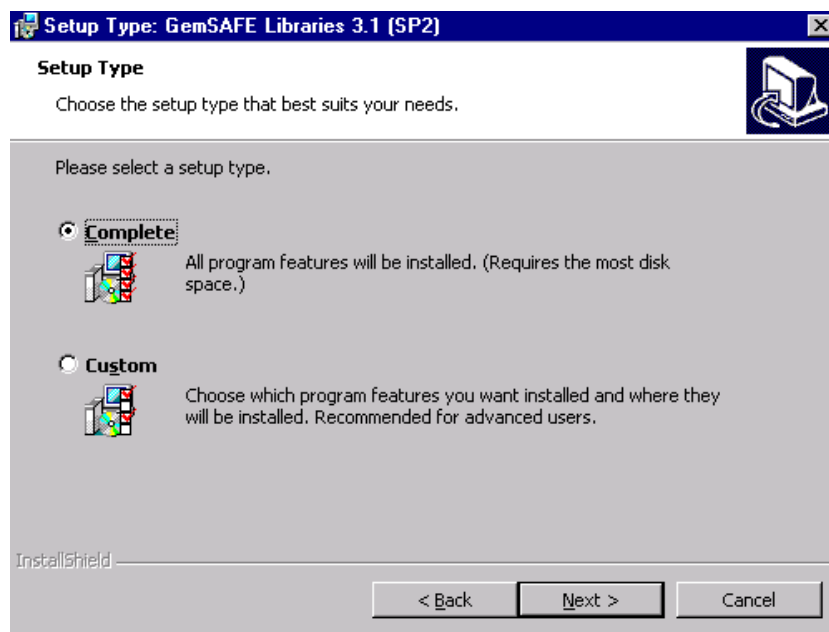 Setup Type: GemSAFE Libraries 3.1 (SP2)
Setup Type
Choose the setup type that best suits your needs.
Please select a setup type.
Complete
All program features will be installed. (Requires the most disk
space.)
Custom
Choose which program features you want installed and where they
will be installed. Recommended for advanced users.
InstallShield
< Back Next > Cancel